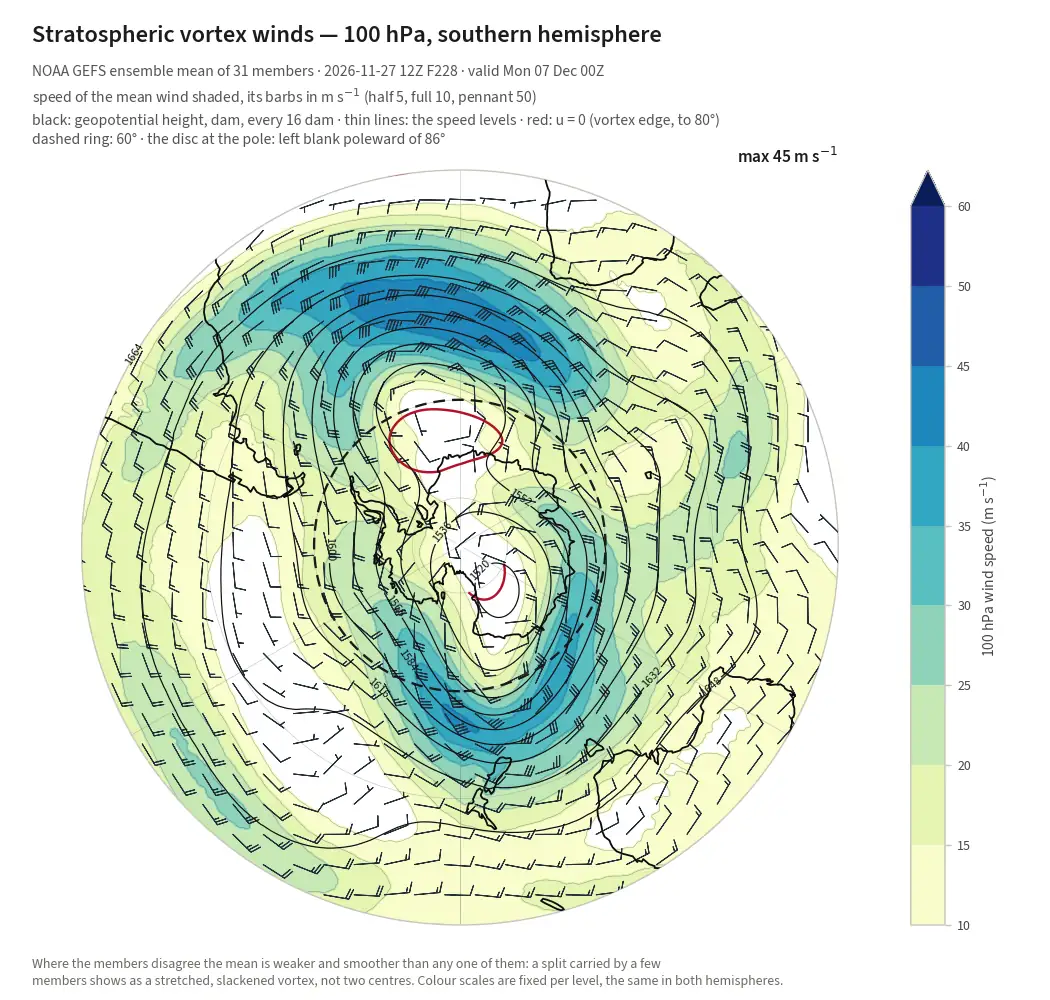 Stratospheric vortex winds — 100 hPa, southern hemisphere
NOAA GEFS ensemble mean of 31 members · 2026-11-27 12Z F228 · valid Mon 07 Dec 00Z
speed of the mean wind shaded, its barbs in m s⁻¹ (half 5, full 10, pennant 50)
black: geopotential height, dam, every 16 dam · thin lines: the speed levels · red: u = 0 (vortex edge, to 80°)
dashed ring: 60° · the disc at the pole: left blank poleward of 86°
max 45 m s⁻¹
60
50
45
40
35
30
25
20
15
10
100 hPa wind speed (m s⁻¹)
1664
1552
1536
1520
1600
1584
1616
1632
1648
Where the members disagree the mean is weaker and smoother than any one of them: a split carried by a few
members shows as a stretched, slackened vortex, not two centres. Colour scales are fixed per level, the same in both hemispheres.